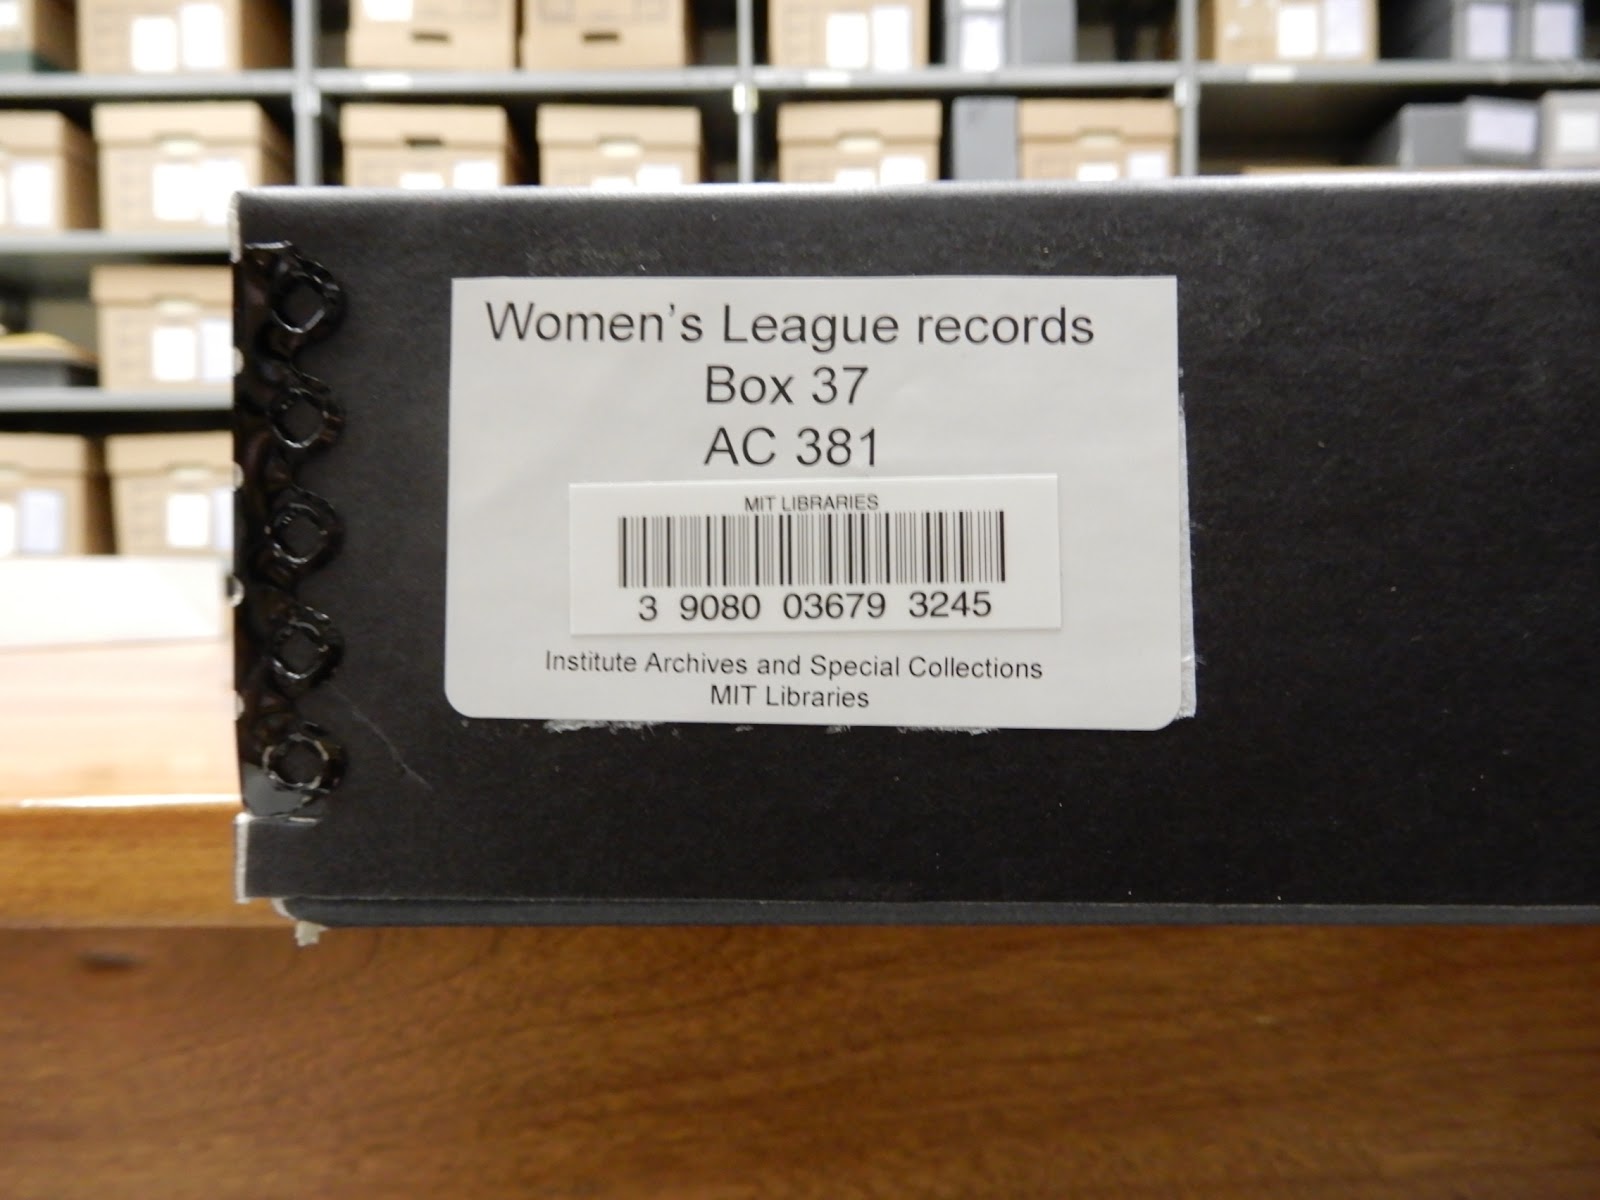 Women's League records
Box 37
AC 381
MIT LIBRARIES
3 9080 03679 3245
Institute Archives and Special Collections
MIT Libraries